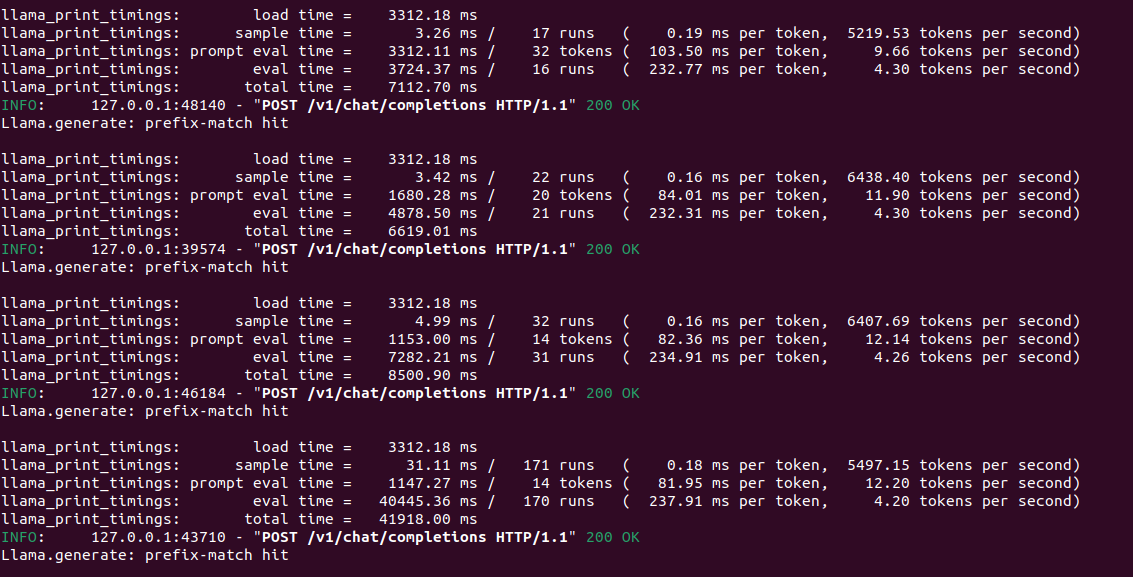 llama_print_timings:        load time =    3312.18 ms
llama_print_timings:      sample time =       3.26 ms /    17 runs   (    0.19 ms per token,  5219.53 tokens per second)
llama_print_timings: prompt eval time =    3312.11 ms /    32 tokens (  103.50 ms per token,     9.66 tokens per second)
llama_print_timings:        eval time =    3724.37 ms /    16 runs   (  232.77 ms per token,     4.30 tokens per second)
llama_print_timings:       total time =    7112.70 ms
INFO:     127.0.0.1:48140 - "POST /v1/chat/completions HTTP/1.1" 200 OK
Llama.generate: prefix-match hit

llama_print_timings:        load time =    3312.18 ms
llama_print_timings:      sample time =       3.42 ms /    22 runs   (    0.16 ms per token,  6438.40 tokens per second)
llama_print_timings: prompt eval time =    1680.28 ms /    20 tokens (   84.01 ms per token,    11.90 tokens per second)
llama_print_timings:        eval time =    4878.50 ms /    21 runs   (  232.31 ms per token,     4.30 tokens per second)
llama_print_timings:       total time =    6619.01 ms
INFO:     127.0.0.1:39574 - "POST /v1/chat/completions HTTP/1.1" 200 OK
Llama.generate: prefix-match hit

llama_print_timings:        load time =    3312.18 ms
llama_print_timings:      sample time =       4.99 ms /    32 runs   (    0.16 ms per token,  6407.69 tokens per second)
llama_print_timings: prompt eval time =    1153.00 ms /    14 tokens (   82.36 ms per token,    12.14 tokens per second)
llama_print_timings:        eval time =    7282.21 ms /    31 runs   (  234.91 ms per token,     4.26 tokens per second)
llama_print_timings:       total time =    8500.90 ms
INFO:     127.0.0.1:46184 - "POST /v1/chat/completions HTTP/1.1" 200 OK
Llama.generate: prefix-match hit

llama_print_timings:        load time =    3312.18 ms
llama_print_timings:      sample time =      31.11 ms /   171 runs   (    0.18 ms per token,  5497.15 tokens per second)
llama_print_timings: prompt eval time =    1147.27 ms /    14 tokens (   81.95 ms per token,    12.20 tokens per second)
llama_print_timings:        eval time =   40445.36 ms /   170 runs   (  237.91 ms per token,     4.20 tokens per second)
llama_print_timings:       total time =   41918.00 ms
INFO:     127.0.0.1:43710 - "POST /v1/chat/completions HTTP/1.1" 200 OK
Llama.generate: prefix-match hit